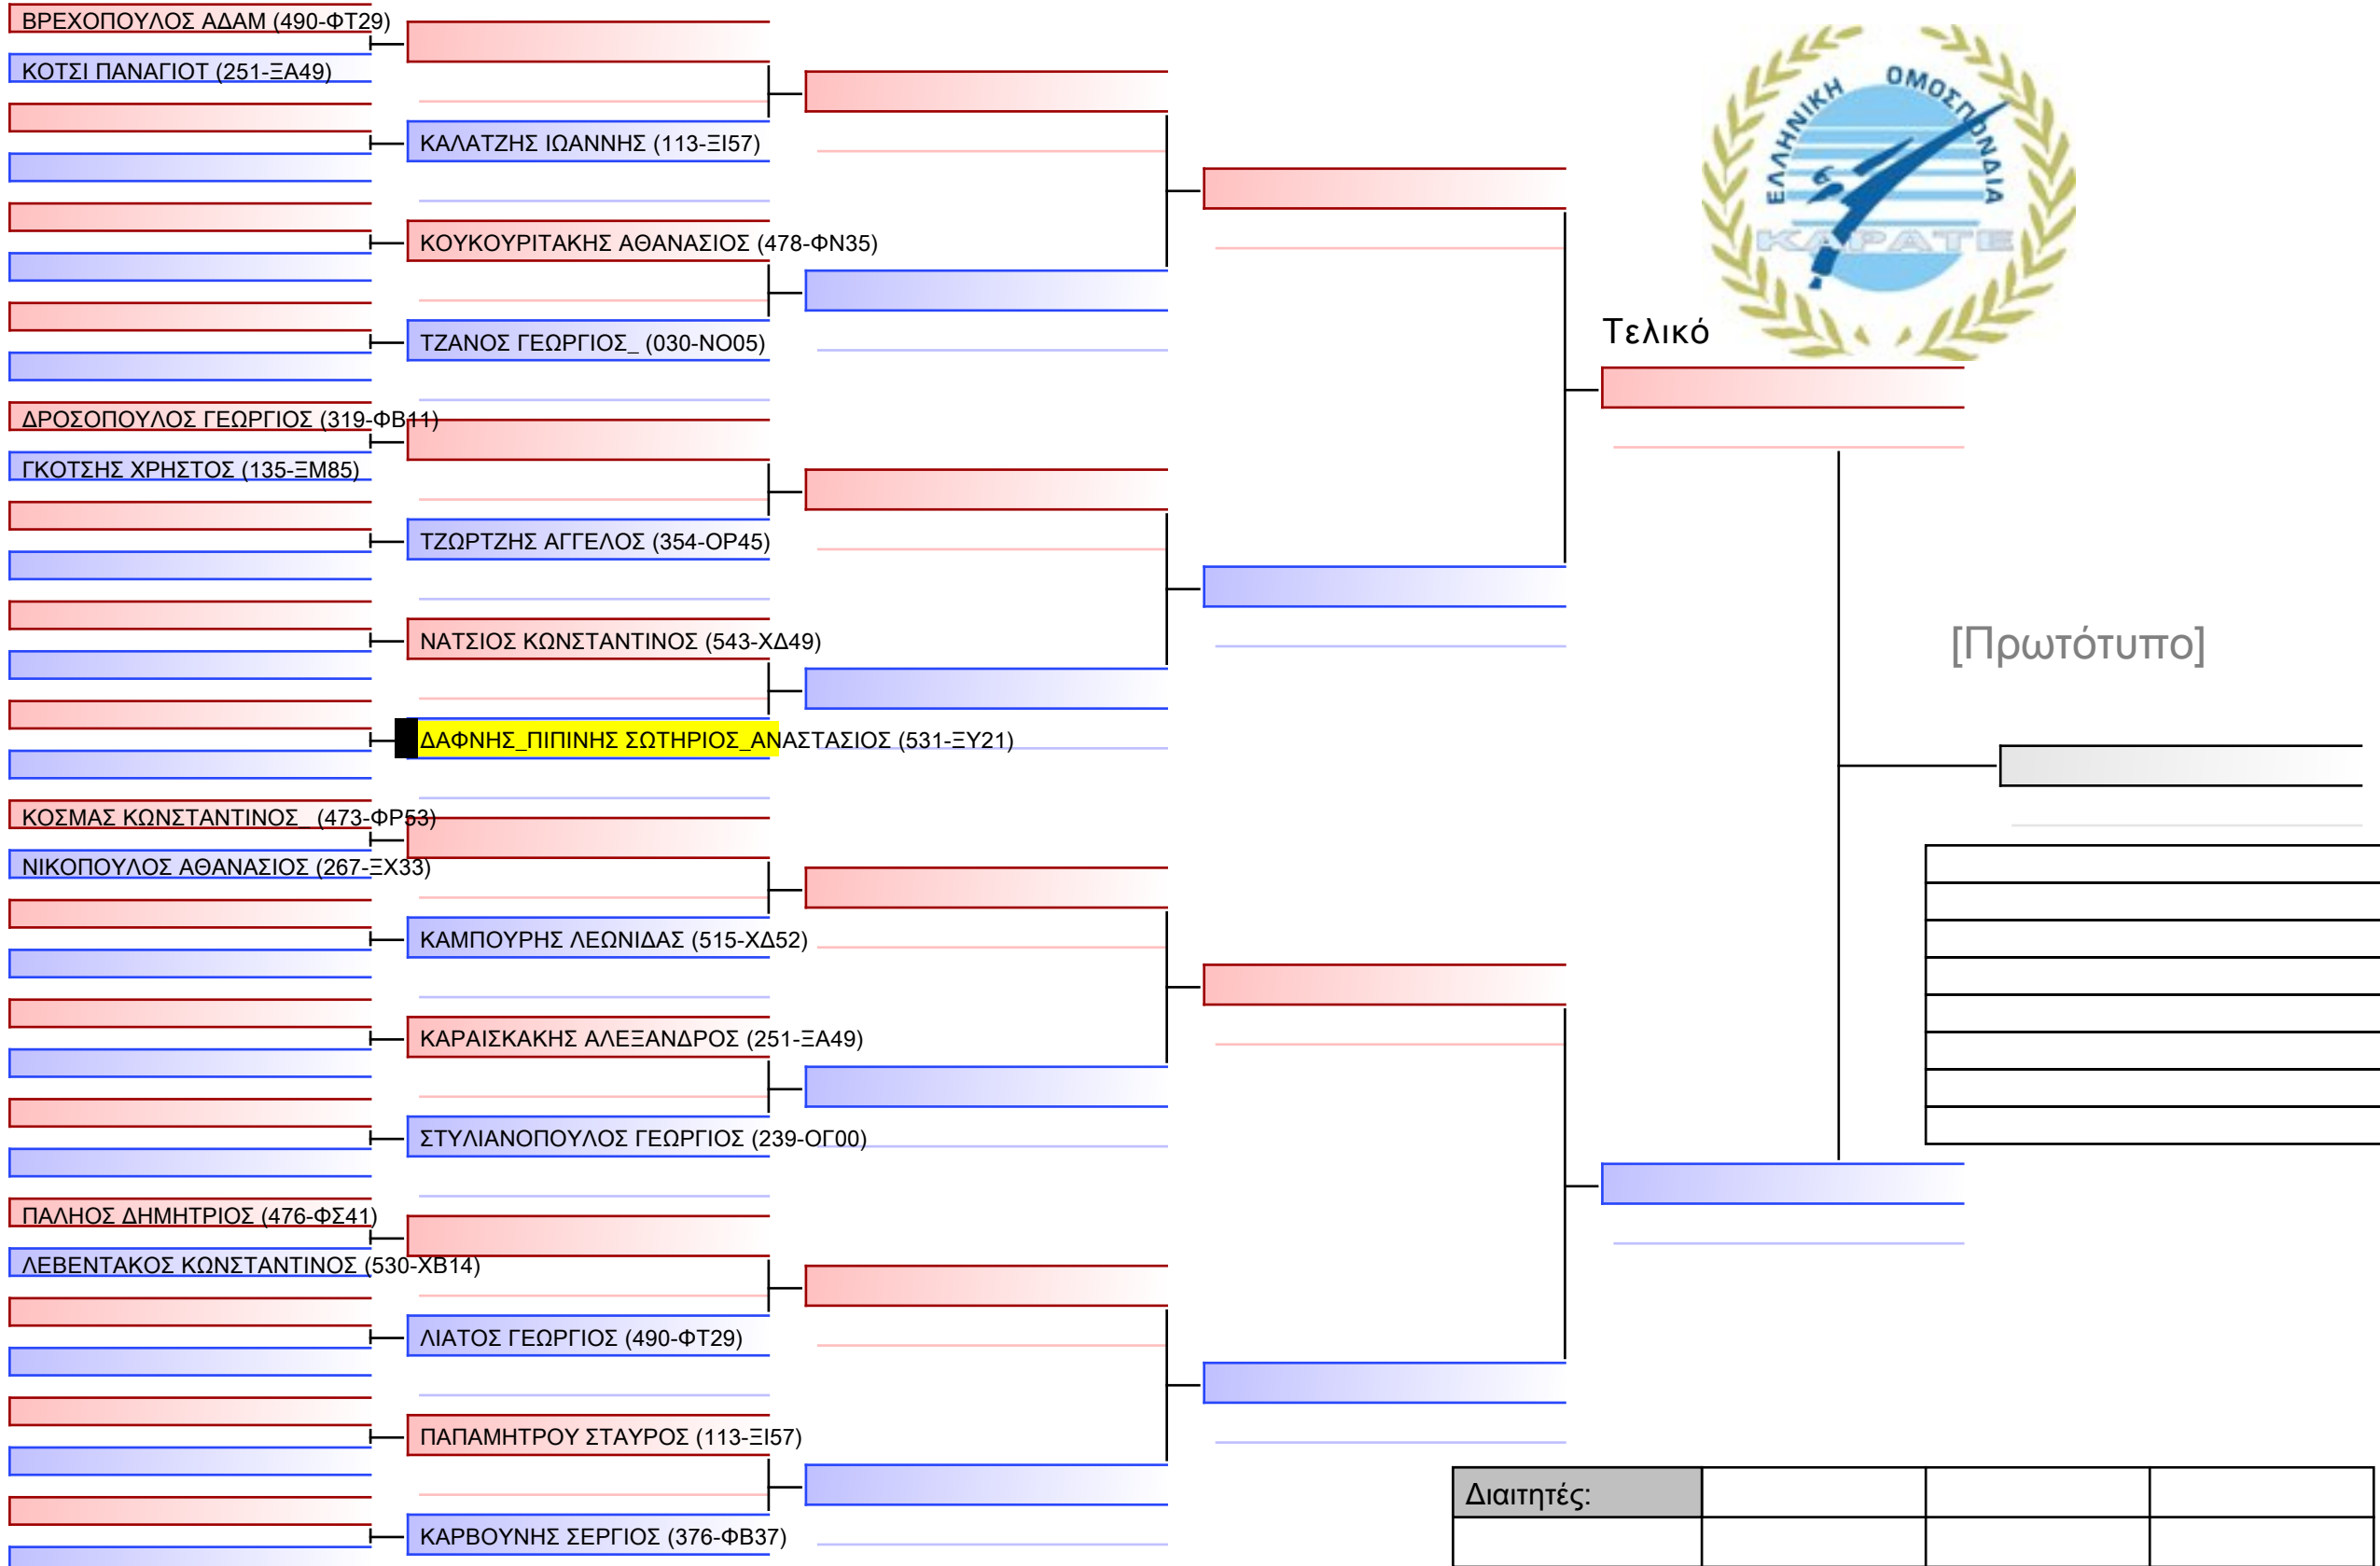 ΒΡΕΧΟΠΟΥΛΟΣ ΑΔΑΜ (490-ΦΤ29)
ΚΟΤΣΙ ΠΑΝΑΓΙΟΤ (251-ΞΑ49)
ΚΑΛΑΤΖΗΣ ΙΩΑΝΝΗΣ (113-ΞΙ57)
ΚΟΥΚΟΥΡΙΤΑΚΗΣ ΑΘΑΝΑΣΙΟΣ (478-ΦΝ35)
ΤΖΑΝΟΣ ΓΕΩΡΓΙΟΣ_ (030-ΝΟ05)
ΔΡΟΣΟΠΟΥΛΟΣ ΓΕΩΡΓΙΟΣ (319-ΦΒ11)
ΓΚΟΤΣΗΣ ΧΡΗΣΤΟΣ (135-ΞΜ85)
ΤΖΩΡΤΖΗΣ ΑΓΓΕΛΟΣ (354-ΟΡ45)
ΝΑΤΣΙΟΣ ΚΩΝΣΤΑΝΤΙΝΟΣ (543-ΧΔ49)
ΔΑΦΝΗΣ_ΠΙΠΙΝΗΣ ΣΩΤΗΡΙΟΣ_ΑΝΑΣΤΑΣΙΟΣ (531-ΞΥ21)
ΚΟΣΜΑΣ ΚΩΝΣΤΑΝΤΙΝΟΣ_ (473-ΦΡ53)
ΝΙΚΟΠΟΥΛΟΣ ΑΘΑΝΑΣΙΟΣ (267-ΞΧ33)
ΚΑΜΠΟΥΡΗΣ ΛΕΩΝΙΔΑΣ (515-ΧΔ52)
ΚΑΡΑΙΣΚΑΚΗΣ ΑΛΕΞΑΝΔΡΟΣ (251-ΞΑ49)
ΣΤΥΛΙΑΝΟΠΟΥΛΟΣ ΓΕΩΡΓΙΟΣ (239-ΟΓ00)
ΠΑΛΗΟΣ ΔΗΜΗΤΡΙΟΣ (476-ΦΣ41)
ΛΕΒΕΝΤΑΚΟΣ ΚΩΝΣΤΑΝΤΙΝΟΣ (530-ΧΒ14)
ΛΙΑΤΟΣ ΓΕΩΡΓΙΟΣ (490-ΦΤ29)
ΠΑΠΑΜΗΤΡΟΥ ΣΤΑΥΡΟΣ (113-ΞΙ57)
ΚΑΡΒΟΥΝΗΣ ΣΕΡΓΙΟΣ (376-ΦΒ37)
ΕΛΛΗΝΙΚΗ ΟΜΟΣΠΟΝΔΙΑ
ΚΑΡΑΤΕ
Τελικό
[Πρωτότυπο]
Διαιτητές: